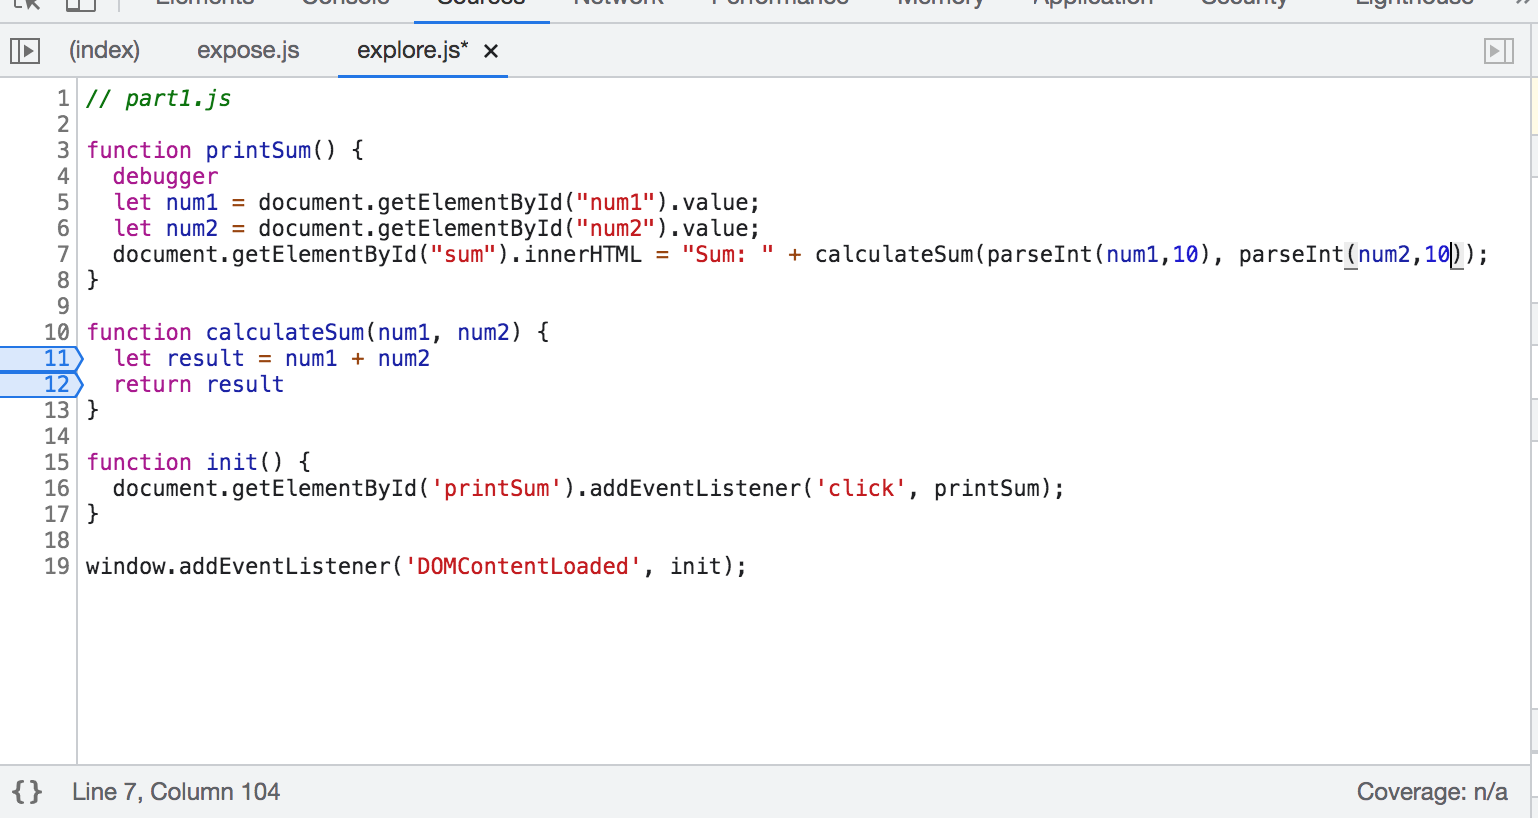 Elements Console Sources Network Performance Memory Application Security Lighthouse »
(index) expose.js explore.js* ×
1 // part1.js
2
3 function printSum() {
4   debugger
5   let num1 = document.getElementById("num1").value;
6   let num2 = document.getElementById("num2").value;
7   document.getElementById("sum").innerHTML = "Sum: " + calculateSum(parseInt(num1,10), parseInt(num2,10));
8 }
9
10 function calculateSum(num1, num2) {
11   let result = num1 + num2
12   return result
13 }
14
15 function init() {
16   document.getElementById('printSum').addEventListener('click', printSum);
17 }
18
19 window.addEventListener('DOMContentLoaded', init);
{} Line 7, Column 104 Coverage: n/a